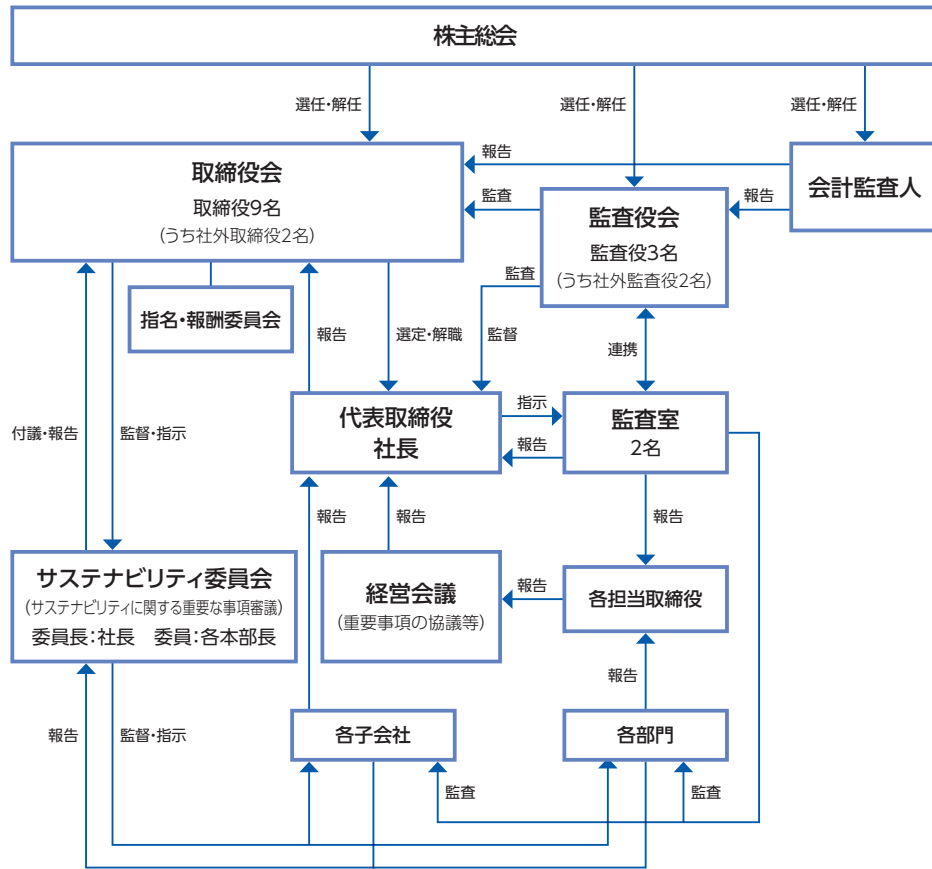 株主総会
選任・解任
選任・解任
選任・解任
取締役会
取締役9名
(うち社外取締役2名)
報告
会計監査人
監査
報告
監査役会
監査役3名
(うち社外監査役2名)
指名・報酬委員会
報告
選定・解職
監査
監督
連携
代表取締役
社長
指示
報告
監査室
2名
付議・報告
監督・指示
報告
報告
報告
サステナビリティ委員会
(サステナビリティに関する重要な事項審議)
委員長：社長　委員：各本部長
経営会議
(重要事項の協議等)
報告
各担当取締役
報告
報告
監督・指示
各子会社
各部門
監査
監査